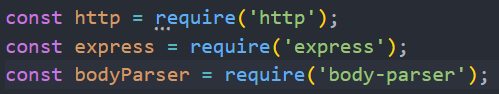 const http = require('http');
const express = require('express');
const bodyParser = require('body-parser');